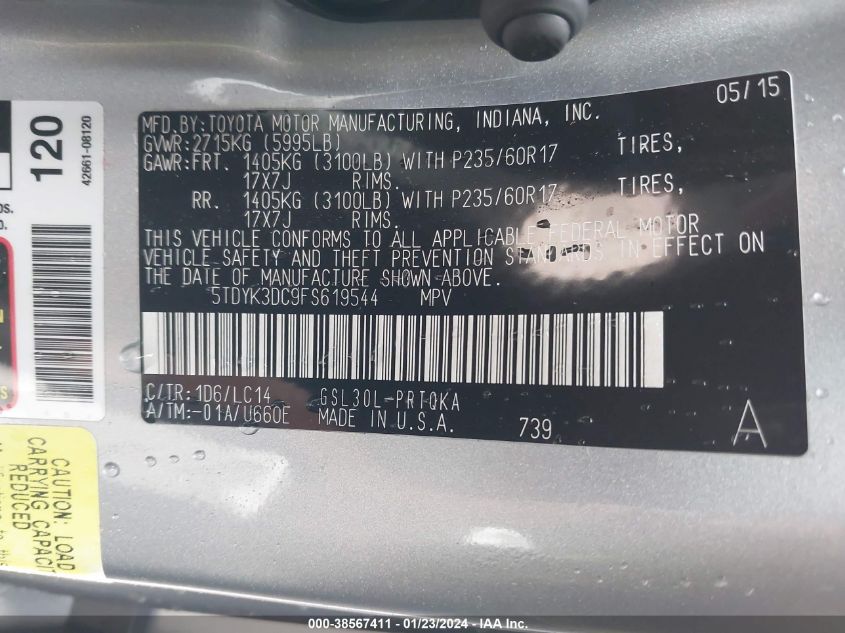 MFD.BY:TOYOTA MOTOR MANUFACTURING, INDIANA, INC. 05/15
GVWR:2715KG (5995LB)
GAWR:FRT. 1405KG (3100LB) WITH P235/60R17 TIRES,
17X7J RIMS.
RR. 1405KG (3100LB) WITH P235/60R17 TIRES,
17X7J RIMS.
THIS VEHICLE CONFORMS TO ALL APPLICABLE FEDERAL MOTOR
VEHICLE SAFETY AND THEFT PREVENTION STANDARDS IN EFFECT ON
THE DATE OF MANUFACTURE SHOWN ABOVE.
5TDYK3DC9FS619544 MPV
C/TR:1D6/LC14 GSL30L-PRTQKA
A/TM:-01A/U660E MADE IN U.S.A. 739 A
120
42661-08120
CAUTION: LOAD
CARRYING CAPACIT
REDUCED
000-38567411 - 01/23/2024 - IAA Inc.